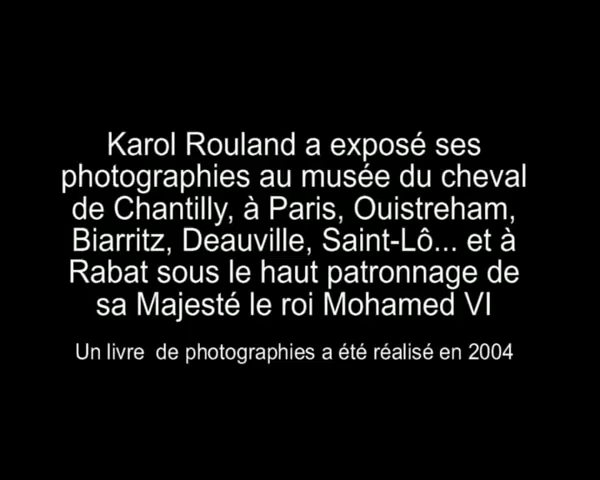 Karol Rouland a exposé ses
photographies au musée du cheval
de Chantilly, à Paris, Ouistreham,
Biarritz, Deauville, Saint-Lô... et à
Rabat sous le haut patronnage de
sa Majesté le roi Mohamed VI
Un livre  de photographies a été réalisé en 2004